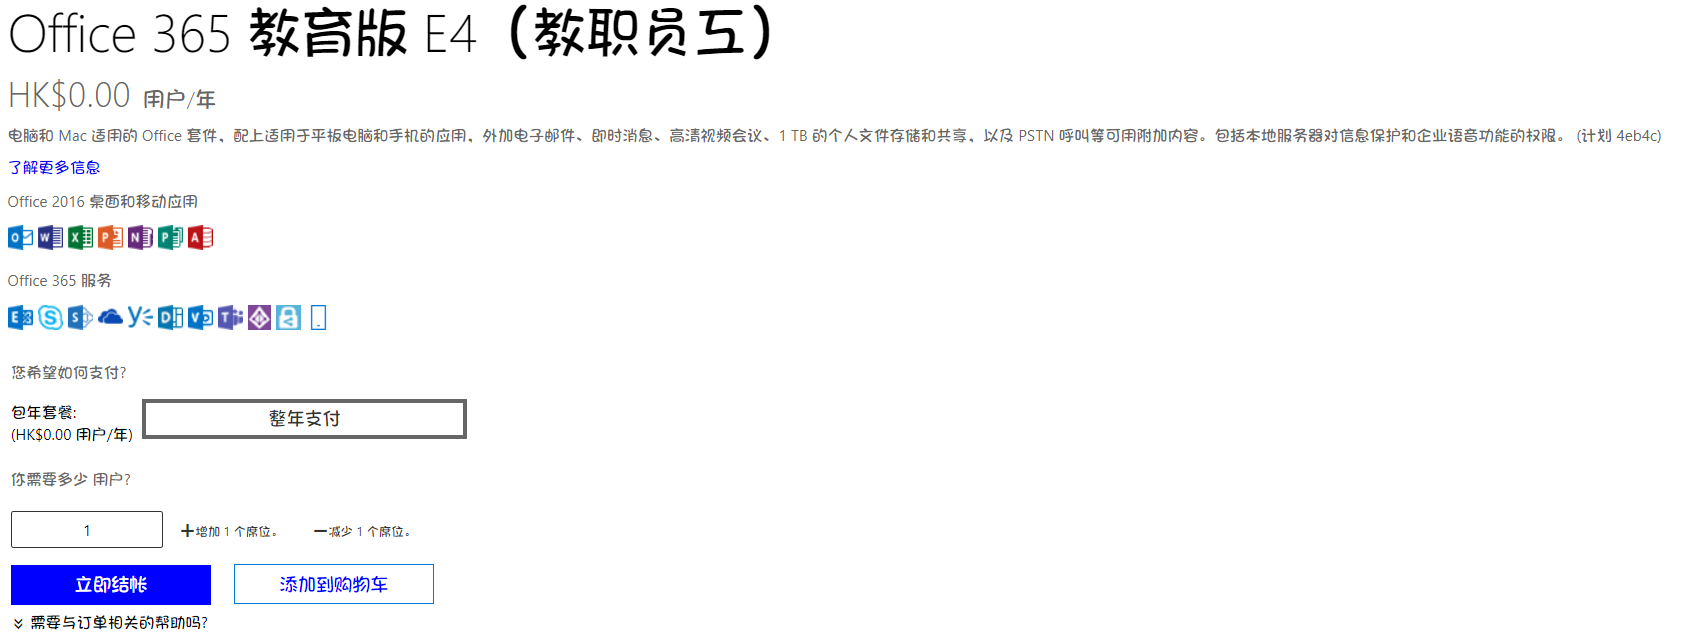 Office 365 教育版 E4（教职员工）
HK$0.00 用户/年
电脑和 Mac 适用的 Office 套件，配上适用于平板电脑和手机的应用，外加电子邮件、即时消息、高清视频会议、1 TB 的个人文件存储和共享，以及 PSTN 呼叫等可用附加内容。包括本地服务器对信息保护和企业语音功能的权限。 (计划 4eb4c)
了解更多信息
Office 2016 桌面和移动应用
Office 365 服务
您希望如何支付?
包年套餐:
(HK$0.00 用户/年)
整年支付
你需要多少 用户?
1 +增加 1 个席位。 −减少 1 个席位。
立即结帐 添加到购物车
需要与订单相关的帮助吗?